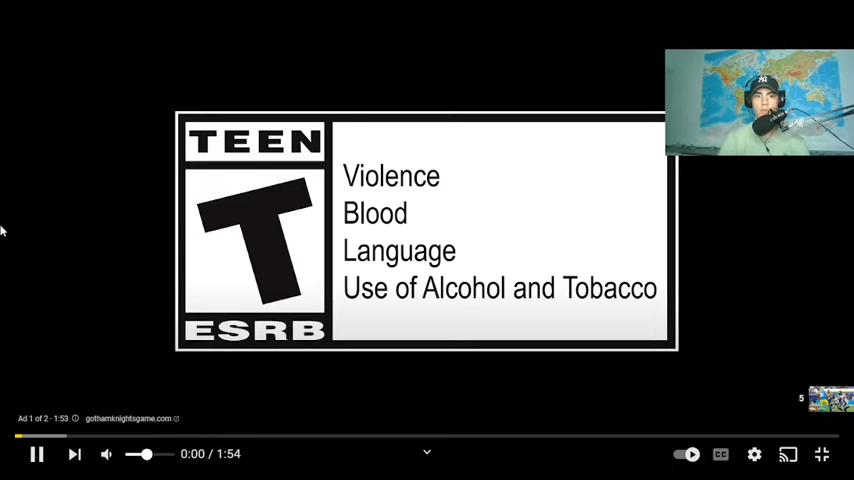 TEEN
T
ESRB
Violence
Blood
Language
Use of Alcohol and Tobacco
5
Ad 1 of 2 - 1:53
gothamknightsgame.com
0:00 / 1:54
CC